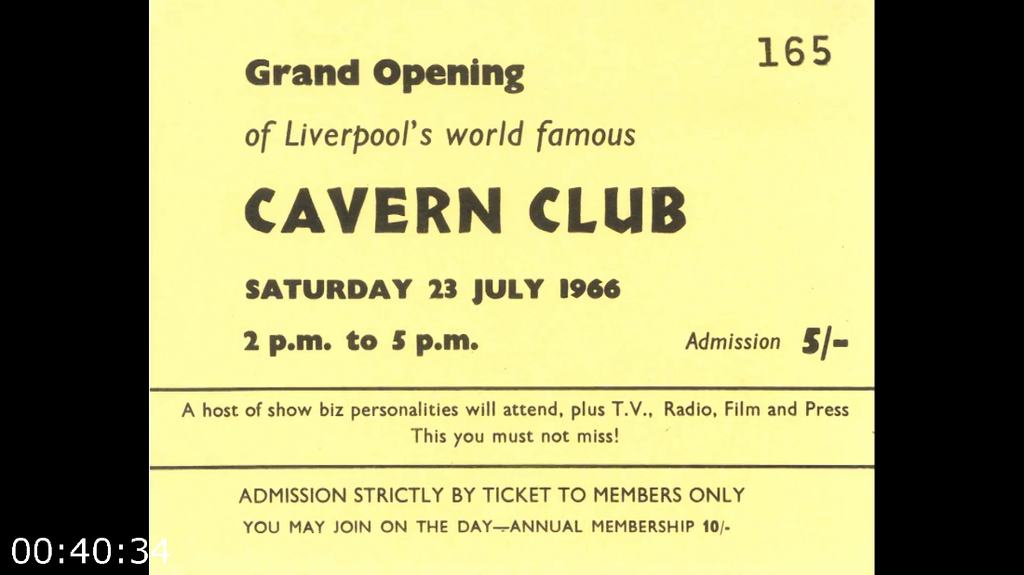 165
Grand Opening
of Liverpool's world famous
CAVERN CLUB
SATURDAY 23 JULY 1966
2 p.m. to 5 p.m. Admission 5/-
A host of show biz personalities will attend, plus T.V., Radio, Film and Press
This you must not miss!
ADMISSION STRICTLY BY TICKET TO MEMBERS ONLY
YOU MAY JOIN ON THE DAY—ANNUAL MEMBERSHIP 10/-
00:40:34